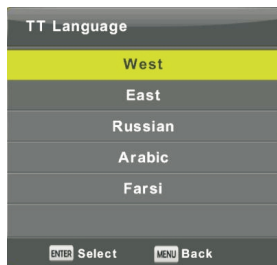 TT Language
West
East
Russian
Arabic
Farsi
ENTER Select MENU Back